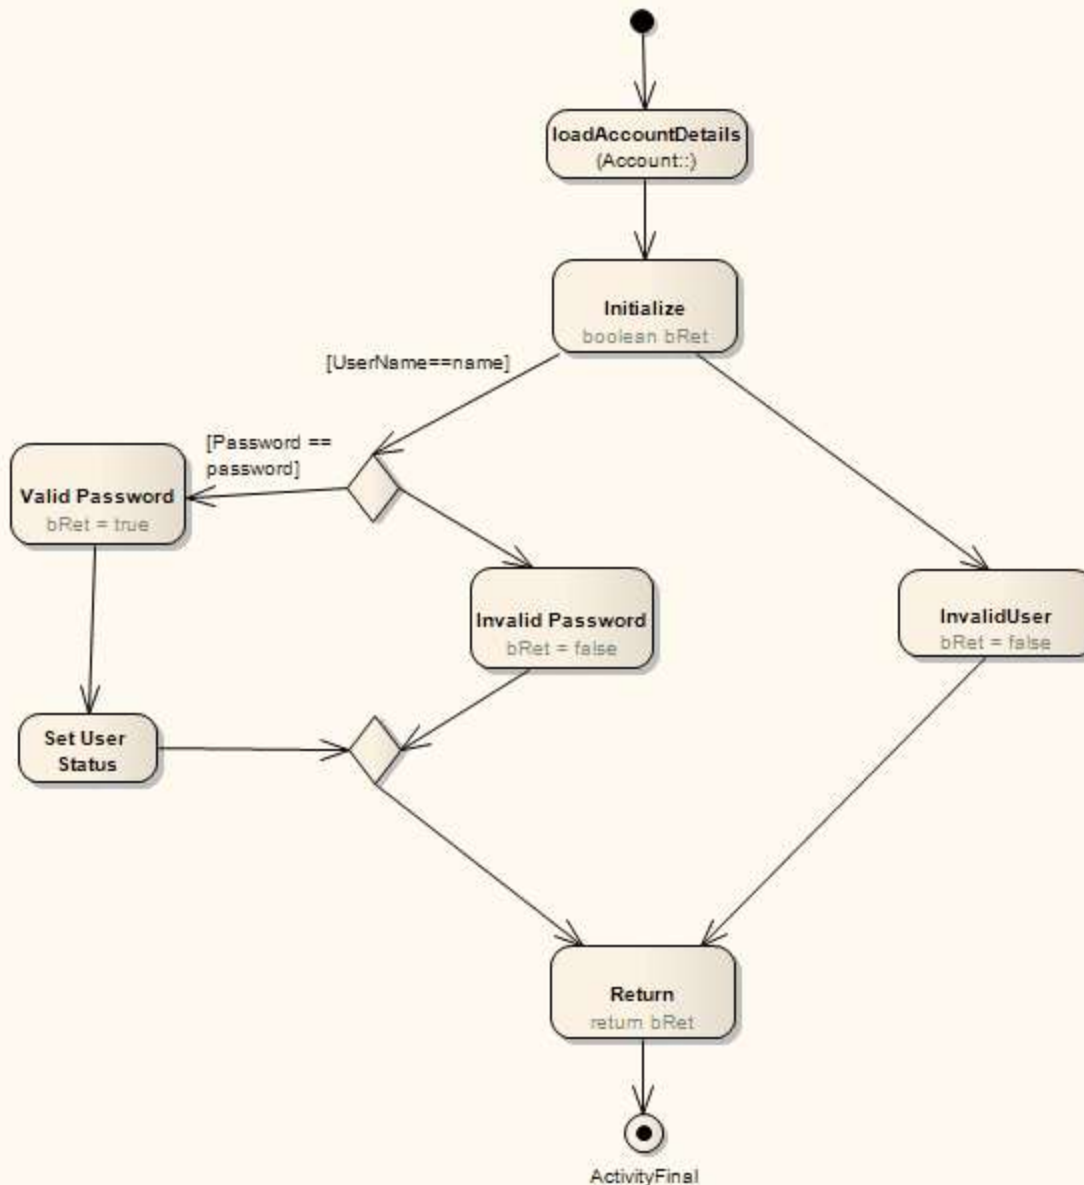 loadAccountDetails
(Account::)
Initialize
boolean bRet
[UserName==name]
[Password ==
password]
Valid Password
bRet = true
Invalid Password
bRet = false
InvalidUser
bRet = false
Set User
Status
Return
return bRet
ActivityFinal